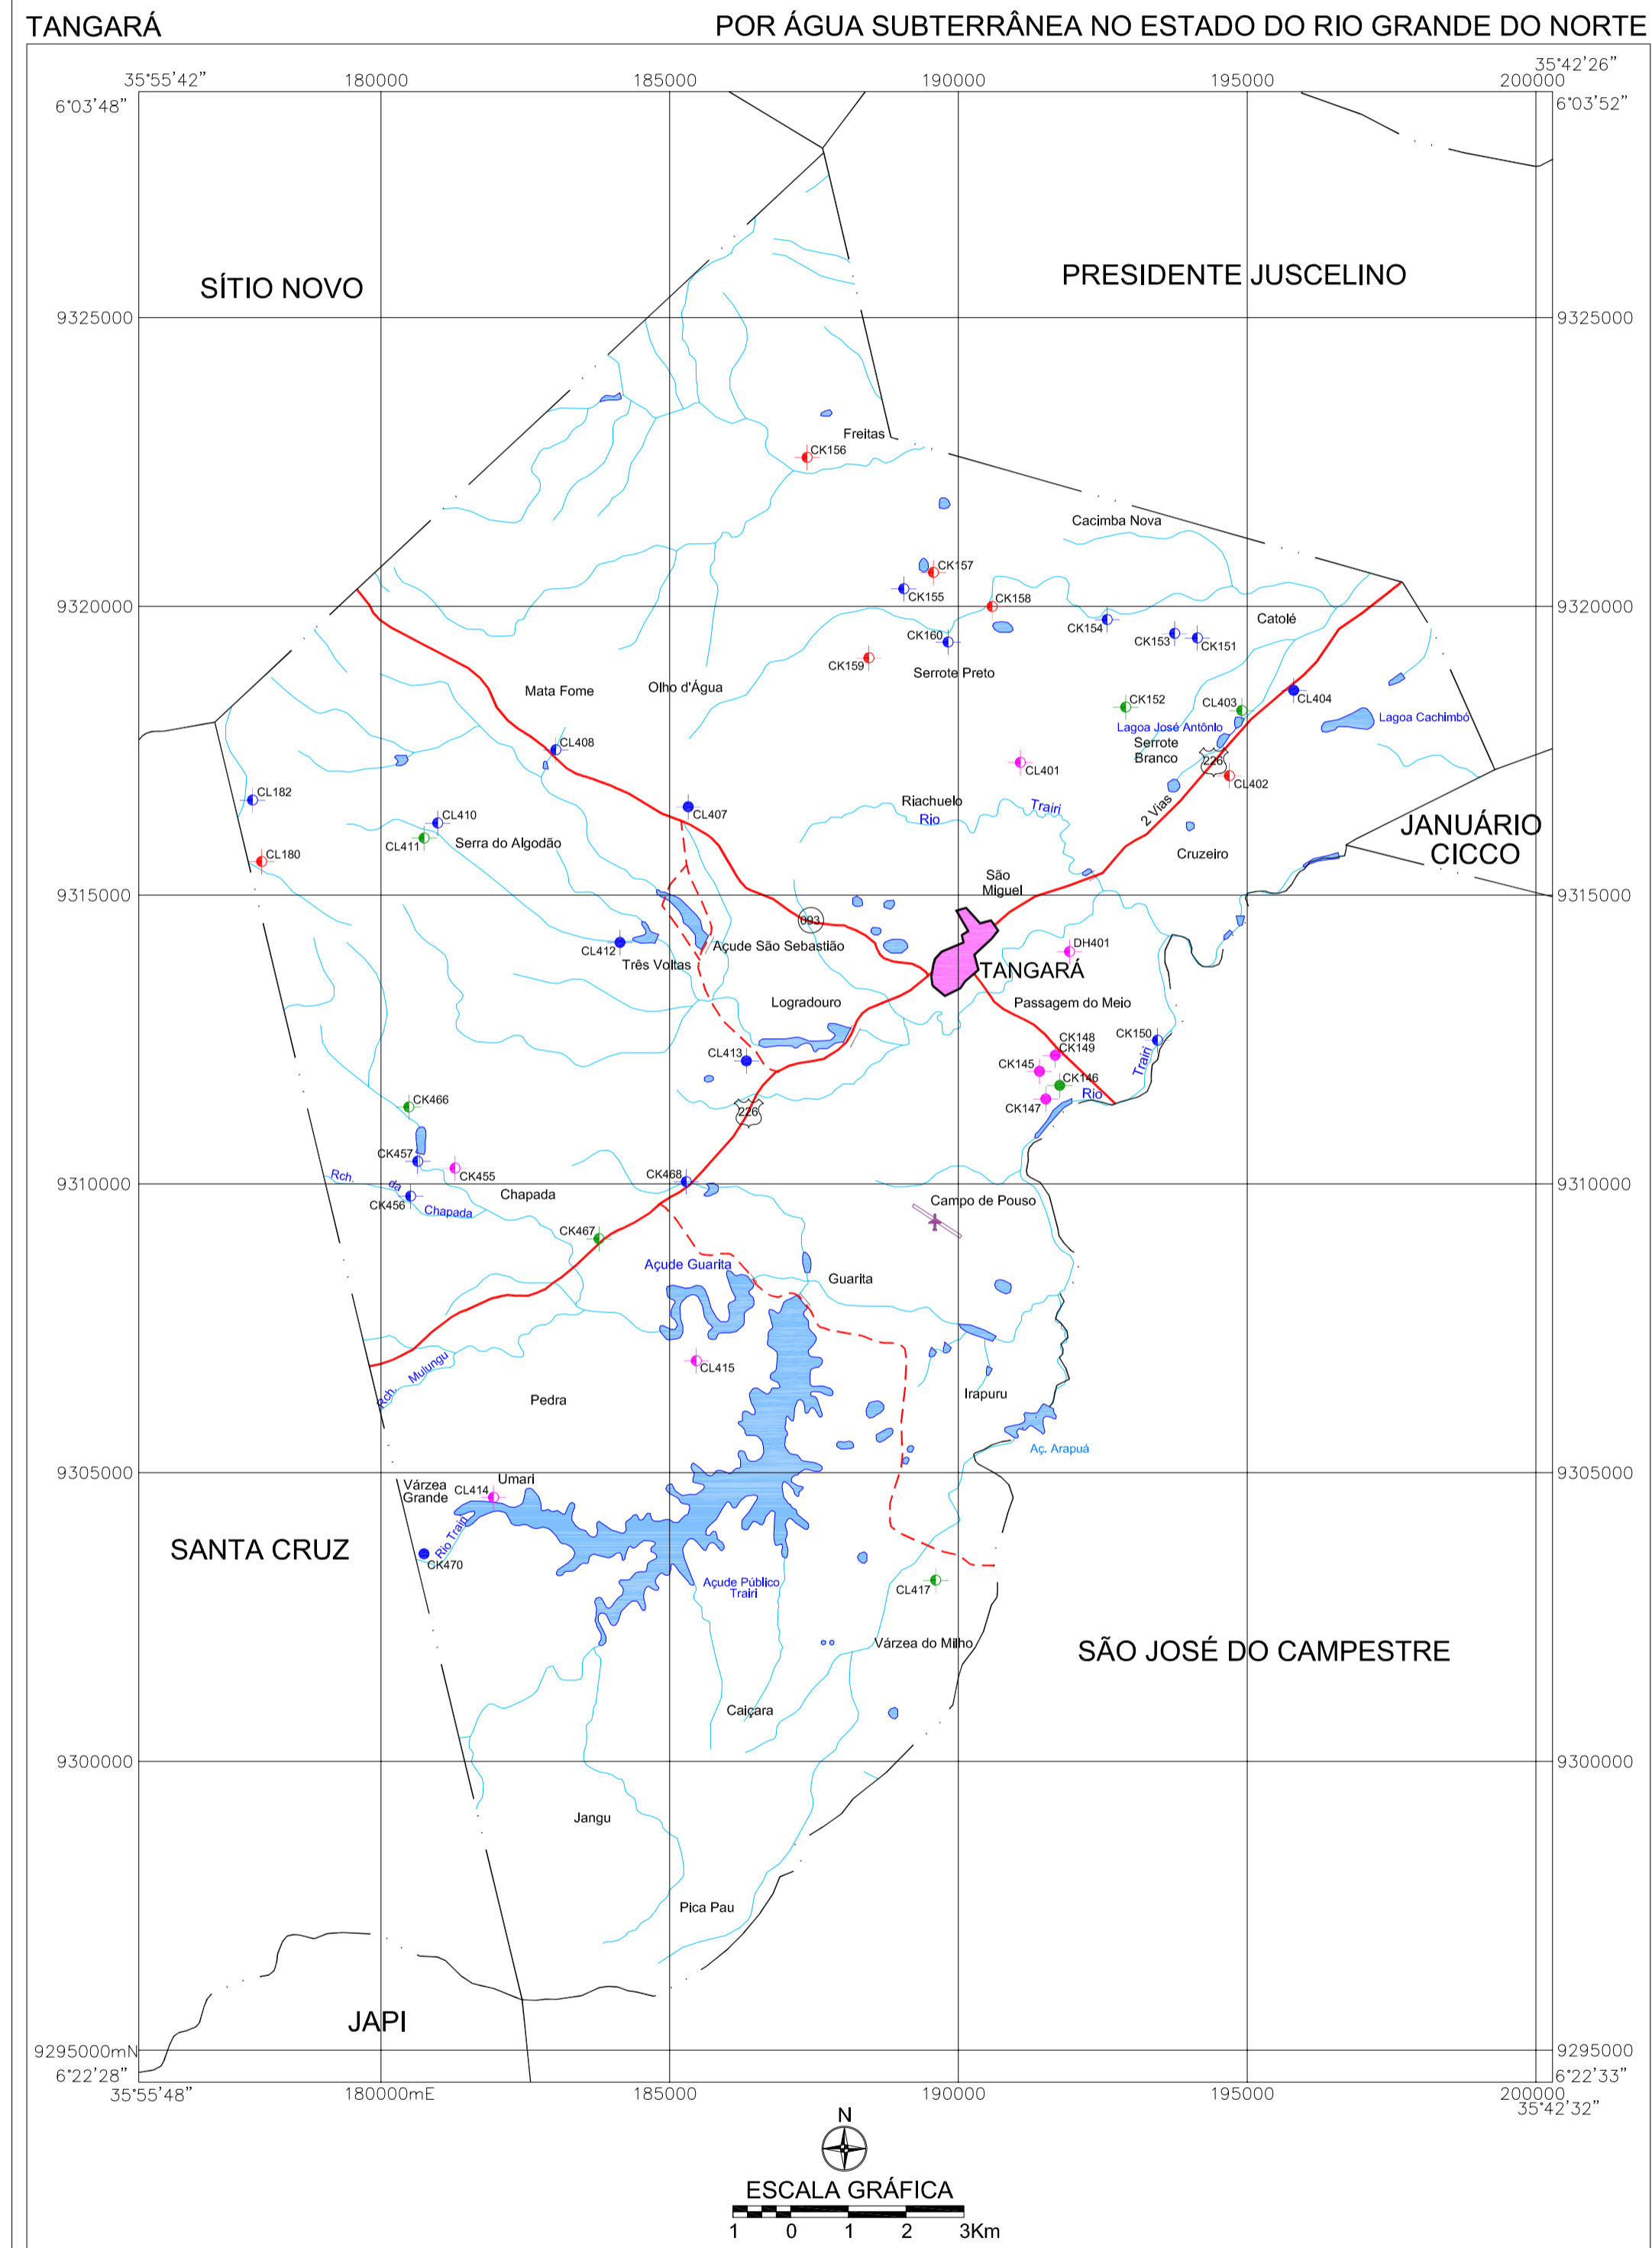 TANGARÁ
POR ÁGUA SUBTERRÂNEA NO ESTADO DO RIO GRANDE DO NORTE
35°55'42"
180000
185000
190000
195000
35°42'26"
200000
6°03'48"
6°03'52"
SÍTIO NOVO
PRESIDENTE JUSCELINO
9325000
9325000
Freitas
CK156
Cacimba Nova
CK157
CK155
CK158
9320000
9320000
CK154
CK153
CK151
Catolé
CK160
CK159
Serrote Preto
Mata Fome
Olho d'Água
CK152
CL403
CL404
Lagoa José Antônio
Lagoa Cachimbó
Serrote
Branco
CL408
226
CL401
CL402
CL182
CL410
CL407
Riachuelo
Rio
Trairi
2 Vias
CL411
Serra do Algodão
JANUÁRIO
CICCO
CL180
Cruzeiro
São
Miguel
9315000
9315000
093
CL412
Três Voltas
Açude São Sebastião
DH401
TANGARÁ
Logradouro
Passagem do Meio
CK148
CK149
CK150
Trairi
CL413
CK145
CK146
Rio
CK147
CK466
226
CK457
CK455
CK468
Rch.
da
Chapada
CK456
Chapada
9310000
9310000
Campo de Pouso
CK467
Açude Guarita
Guarita
CL415
Rch.
Mulungu
Pedra
Irapuru
Aç. Arapuá
9305000
9305000
Várzea
Grande
CL414
Umari
Rio Trairi
SANTA CRUZ
CK470
Açude Público
Trairi
CL417
Várzea do Milho
SÃO JOSÉ DO CAMPESTRE
Caiçara
9300000
9300000
Jangu
Pica Pau
JAPI
9295000mN
9295000
6°22'28"
6°22'33"
35°55'48"
180000mE
185000
190000
195000
200000
35°42'32"
N
ESCALA GRÁFICA
1 0 1 2 3Km